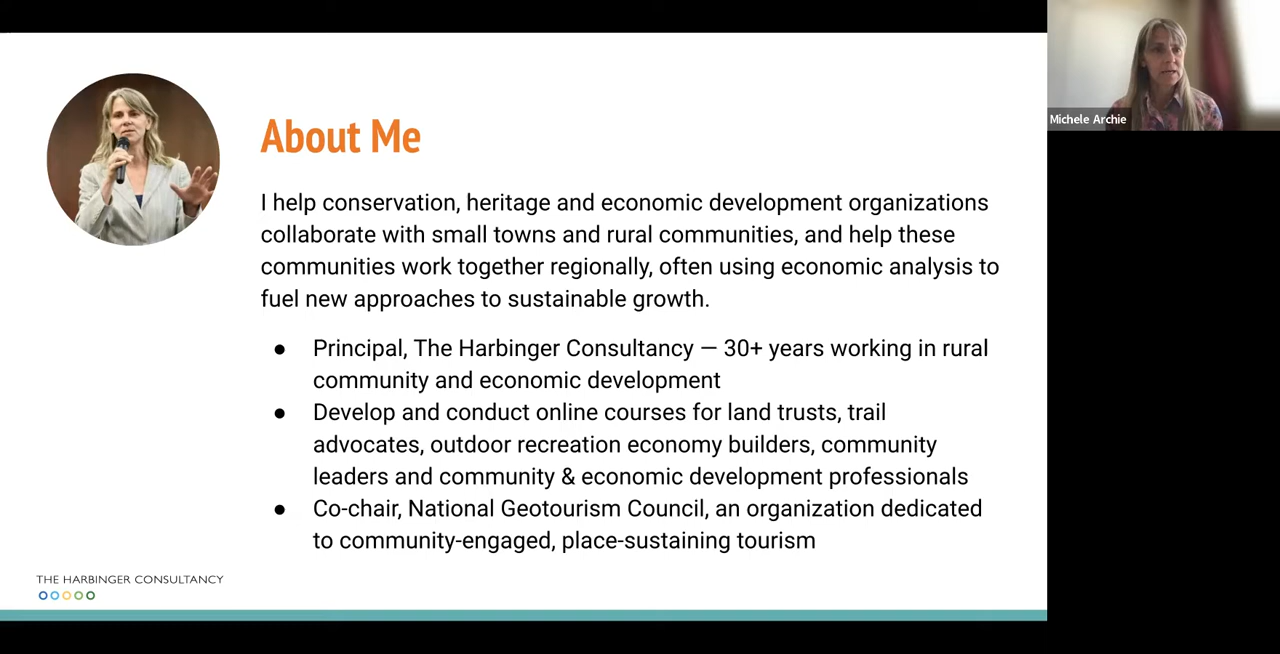 About Me
I help conservation, heritage and economic development organizations
collaborate with small towns and rural communities, and help these
communities work together regionally, often using economic analysis to
fuel new approaches to sustainable growth.
● Principal, The Harbinger Consultancy — 30+ years working in rural
community and economic development
● Develop and conduct online courses for land trusts, trail
advocates, outdoor recreation economy builders, community
leaders and community & economic development professionals
● Co-chair, National Geotourism Council, an organization dedicated
to community-engaged, place-sustaining tourism
THE HARBINGER CONSULTANCY
Michele Archie